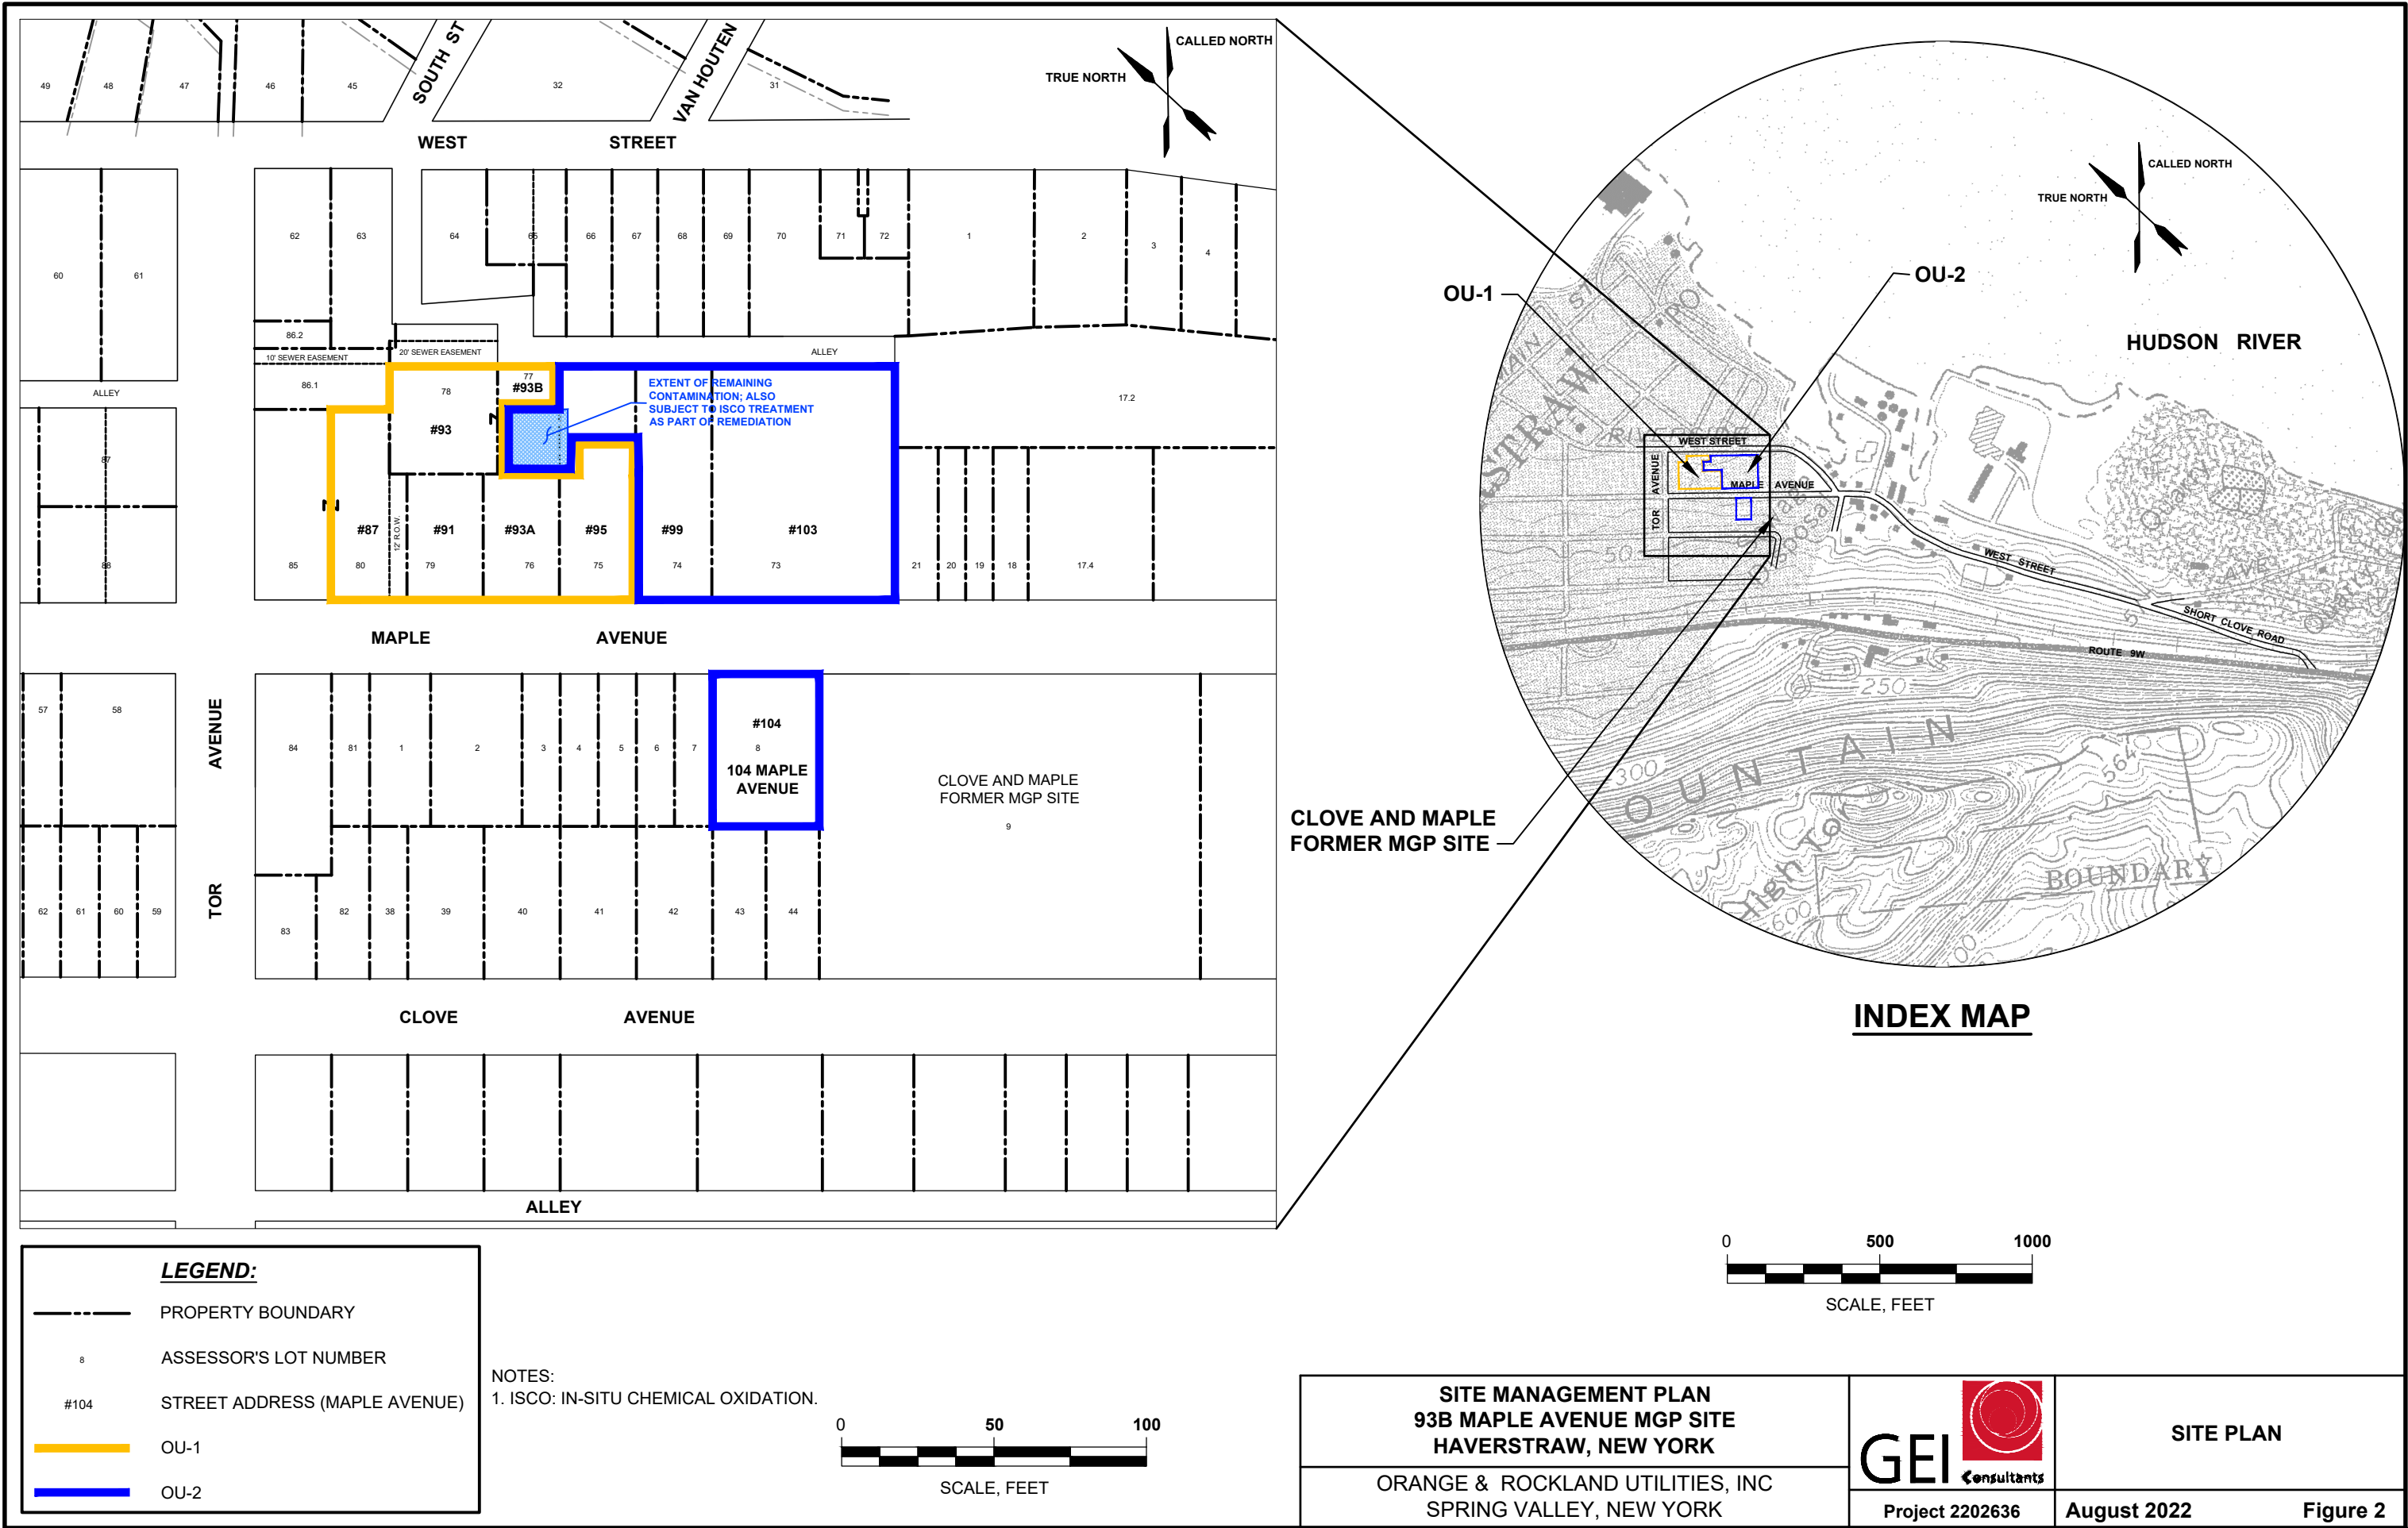 SOUTH ST
VAN HOUTEN
CALLED NORTH
TRUE NORTH
49
48
47
46
45
32
31
WEST STREET
60
61
62
63
64
65
66
67
68
69
70
71
72
1
2
3
4
86.2
10' SEWER EASEMENT
20' SEWER EASEMENT
ALLEY
86.1
ALLEY
78
77
#93B
#93
EXTENT OF REMAINING
CONTAMINATION; ALSO
SUBJECT TO ISCO TREATMENT
AS PART OF REMEDIATION
17.2
87
88
#87
12' R.O.W.
#91
#93A
#95
#99
#103
85
80
79
76
75
74
73
21
20
19
18
17.4
MAPLE AVENUE
57
58
TOR AVENUE
84
81
1
2
3
4
5
6
7
#104
8
104 MAPLE
AVENUE
CLOVE AND MAPLE
FORMER MGP SITE
9
62
61
60
59
83
82
38
39
40
41
42
43
44
CLOVE AVENUE
ALLEY
CALLED NORTH
TRUE NORTH
OU-1
OU-2
HUDSON RIVER
WEST STREET
TOR AVENUE
MAPLE AVENUE
WEST STREET
SHORT CLOVE ROAD
ROUTE 9W
50
250
300
OUNTAIN
High Tor
564
600
BOUNDARY
Quarry
AVE
STRAW
CLOVE AND MAPLE
FORMER MGP SITE
INDEX MAP
0 500 1000
SCALE, FEET
LEGEND:
PROPERTY BOUNDARY
8 ASSESSOR'S LOT NUMBER
#104 STREET ADDRESS (MAPLE AVENUE)
OU-1
OU-2
NOTES:
1. ISCO: IN-SITU CHEMICAL OXIDATION.
0 50 100
SCALE, FEET
SITE MANAGEMENT PLAN
93B MAPLE AVENUE MGP SITE
HAVERSTRAW, NEW YORK
ORANGE & ROCKLAND UTILITIES, INC
SPRING VALLEY, NEW YORK
GEI Consultants
Project 2202636
SITE PLAN
August 2022
Figure 2